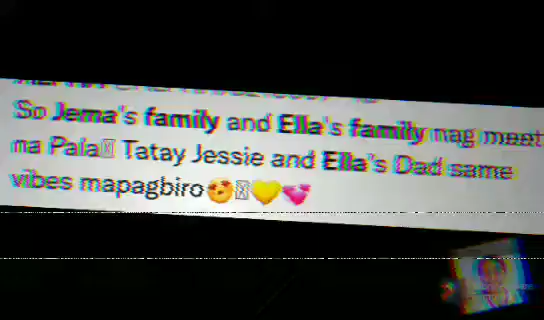 So Jema's family and Ella's family nag meet
ma Pala Tatay Jessie and Ella's Dad same
vibes mapagbiro😍💛💞